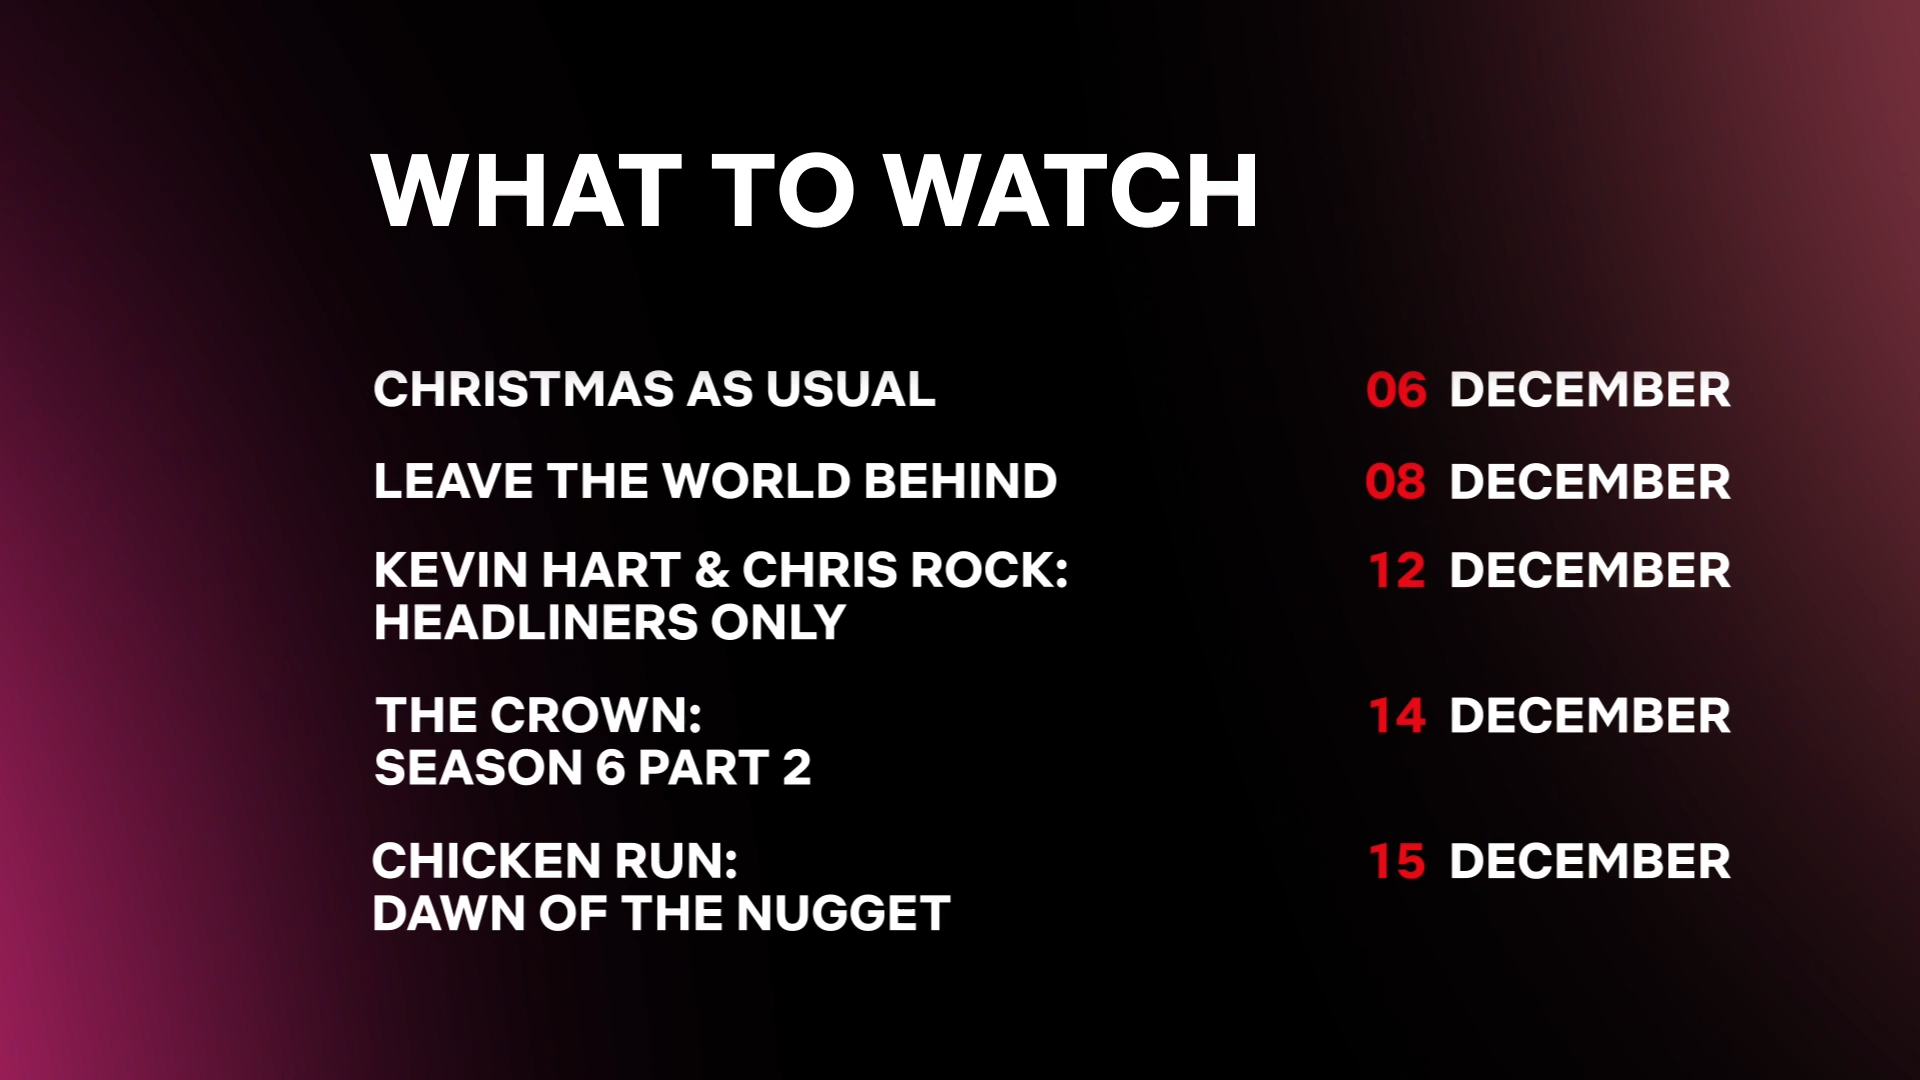 WHAT TO WATCH
CHRISTMAS AS USUAL 06 DECEMBER
LEAVE THE WORLD BEHIND 08 DECEMBER
KEVIN HART & CHRIS ROCK: 12 DECEMBER
HEADLINERS ONLY
THE CROWN: 14 DECEMBER
SEASON 6 PART 2
CHICKEN RUN: 15 DECEMBER
DAWN OF THE NUGGET